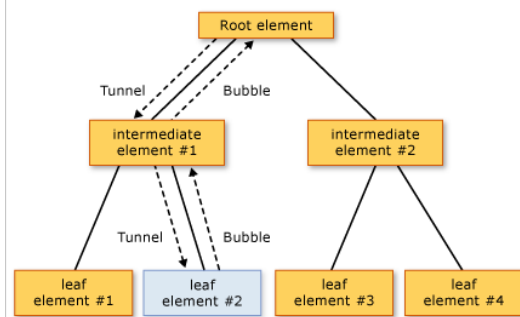 Root element
Tunnel
Bubble
intermediate
element #1
intermediate
element #2
Tunnel
Bubble
leaf
element #1
leaf
element #2
leaf
element #3
leaf
element #4